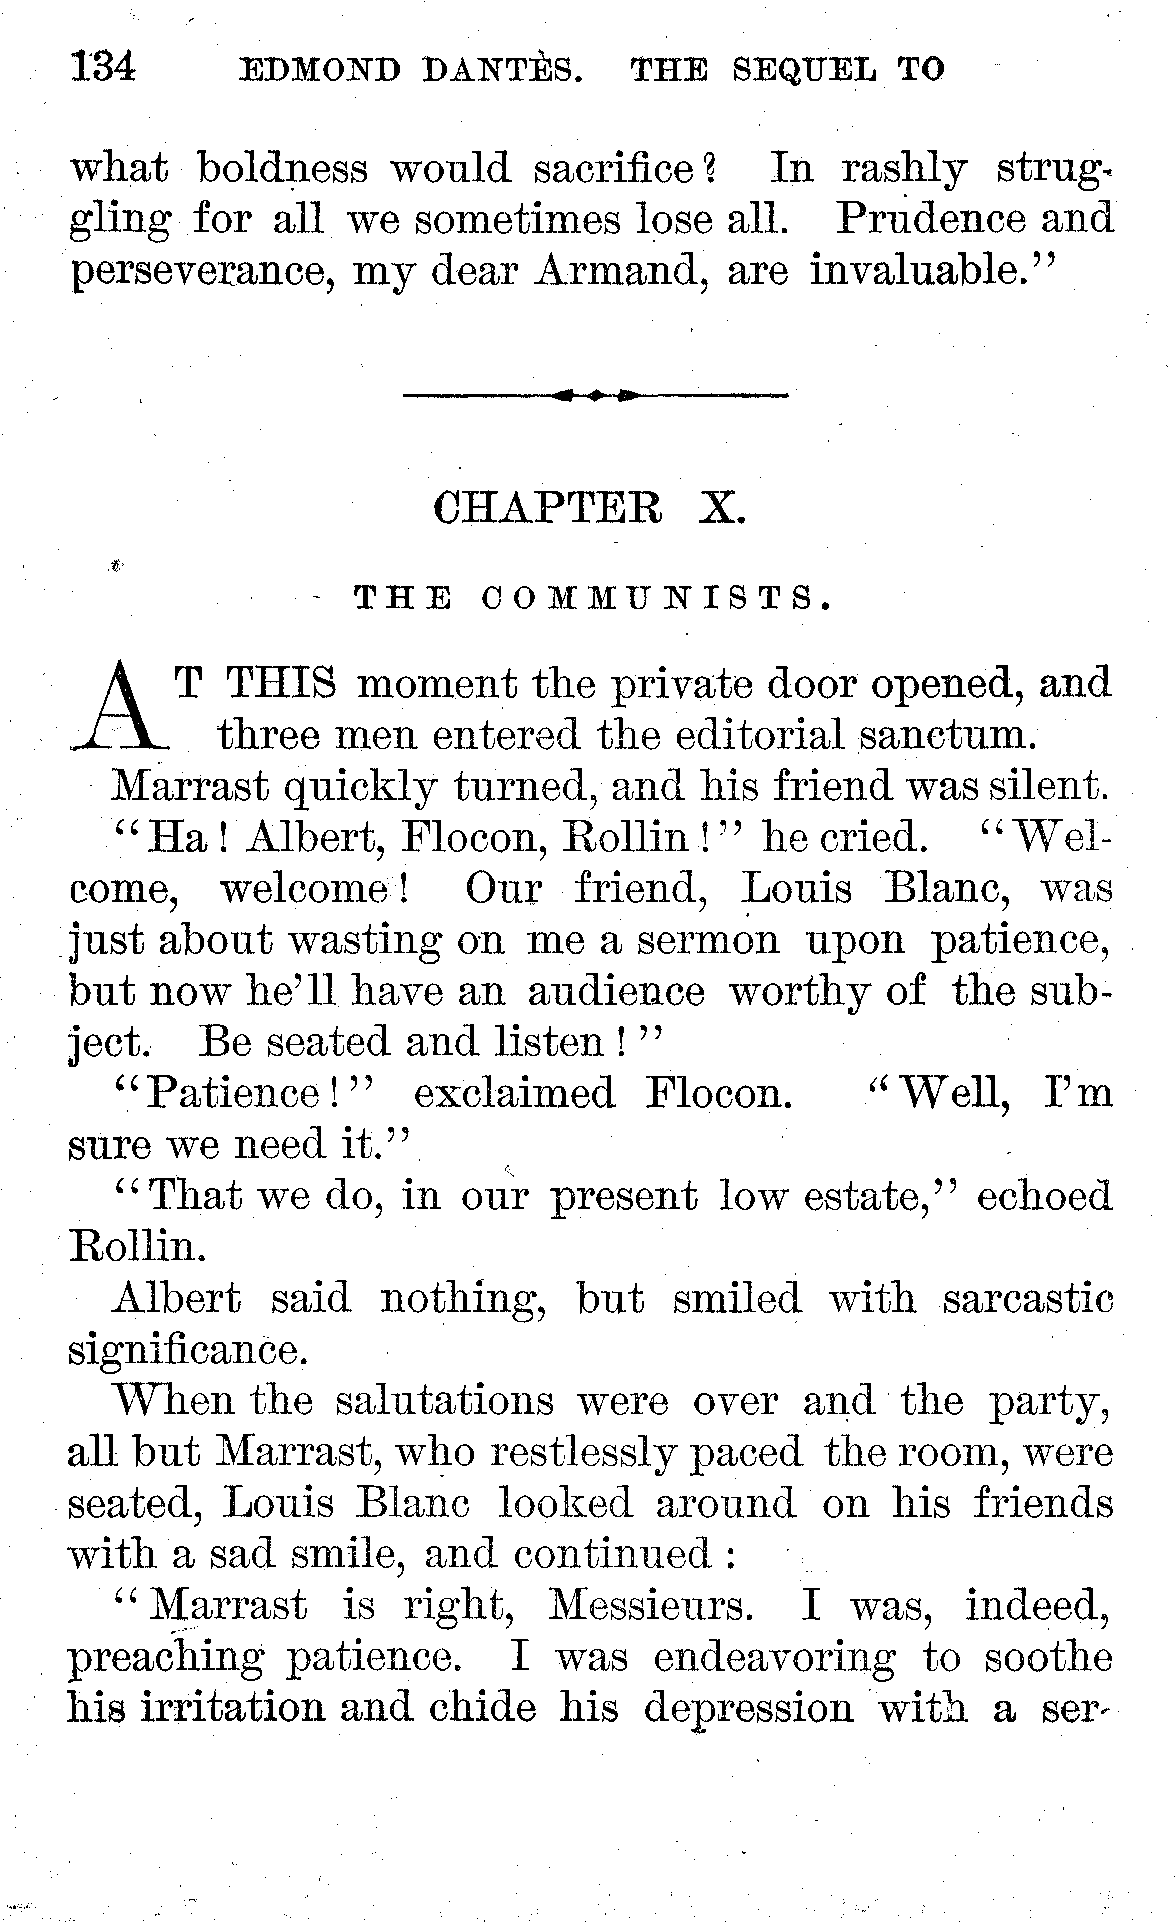 134 EDMOND DANTÈS. THE SEQUEL TO
what boldness would sacrifice? In rashly strug-
gling for all we sometimes lose all. Prudence and
perseverance, my dear Armand, are invaluable."
CHAPTER X.
THE COMMUNISTS.
AT THIS moment the private door opened, and
three men entered the editorial sanctum.
Marrast quickly turned, and his friend was silent.
"Ha! Albert, Flocon, Rollin!" he cried. "Wel-
come, welcome! Our friend, Louis Blanc, was
just about wasting on me a sermon upon patience,
but now he'll have an audience worthy of the sub-
ject. Be seated and listen!"
"Patience!" exclaimed Flocon. "Well, I'm
sure we need it."
"That we do, in our present low estate," echoed
Rollin.
Albert said nothing, but smiled with sarcastic
significance.
When the salutations were over and the party,
all but Marrast, who restlessly paced the room, were
seated, Louis Blanc looked around on his friends
with a sad smile, and continued:
"Marrast is right, Messieurs. I was, indeed,
preaching patience. I was endeavoring to soothe
his irritation and chide his depression with a ser-